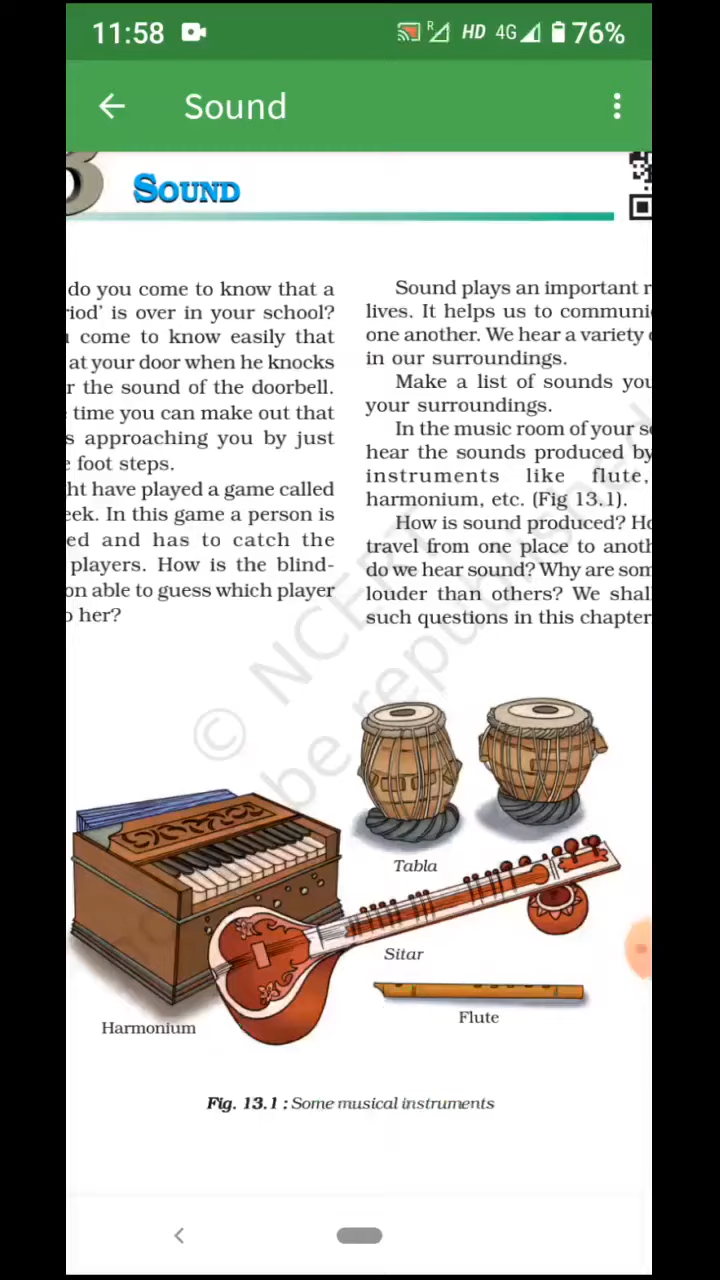 11:58
R HD 4G 76%
Sound
SOUND
do you come to know that a
riod' is over in your school?
come to know easily that
at your door when he knocks
r the sound of the doorbell.
time you can make out that
s approaching you by just
foot steps.
ht have played a game called
eek. In this game a person is
ed and has to catch the
players. How is the blind-
on able to guess which player
her?
Sound plays an important r
lives. It helps us to communi
one another. We hear a variety
in our surroundings.
Make a list of sounds you
your surroundings.
In the music room of your s
hear the sounds produced by
instruments like flute,
harmonium, etc. (Fig 13.1).
How is sound produced? Ho
travel from one place to anoth
do we hear sound? Why are som
louder than others? We shal
such questions in this chapter
© NCERT
be republished
Tabla
Sitar
Harmonium
Flute
Fig. 13.1 : Some musical instruments